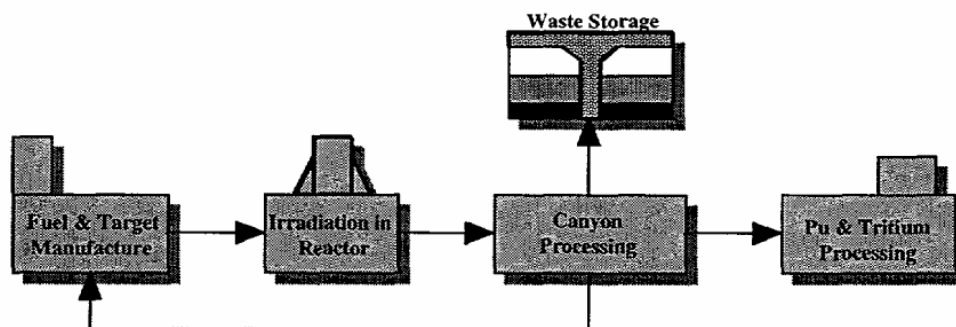 Waste Storage
Fuel & Target
Manufacture
Irradiation in
Reactor
Canyon
Processing
Pu & Tritium
Processing